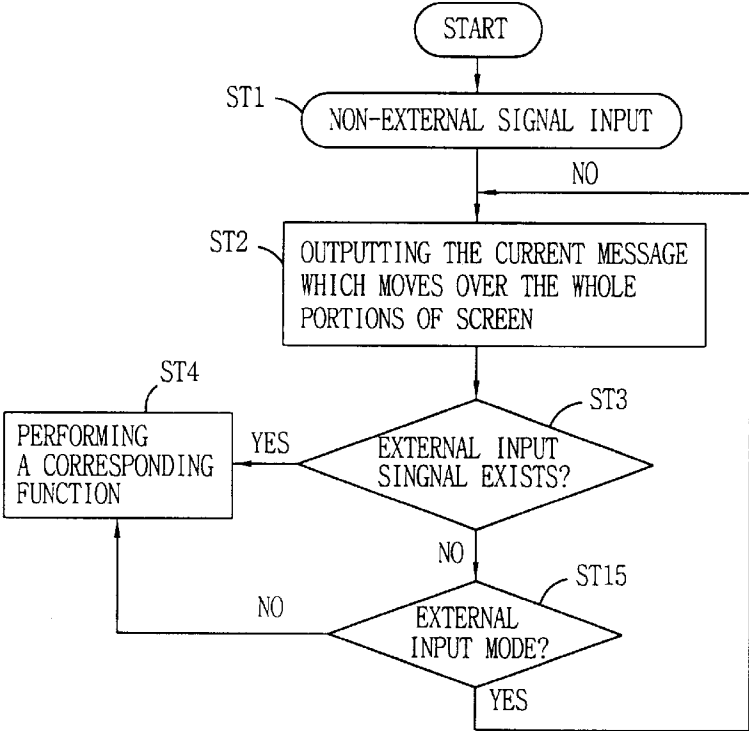 START
ST1
NON-EXTERNAL SIGNAL INPUT
NO
ST2
OUTPUTTING THE CURRENT MESSAGE
WHICH MOVES OVER THE WHOLE
PORTIONS OF SCREEN
ST4
ST3
PERFORMING
A CORRESPONDING
FUNCTION
YES
EXTERNAL INPUT
SINGNAL EXISTS?
NO
ST15
NO
EXTERNAL
INPUT MODE?
YES